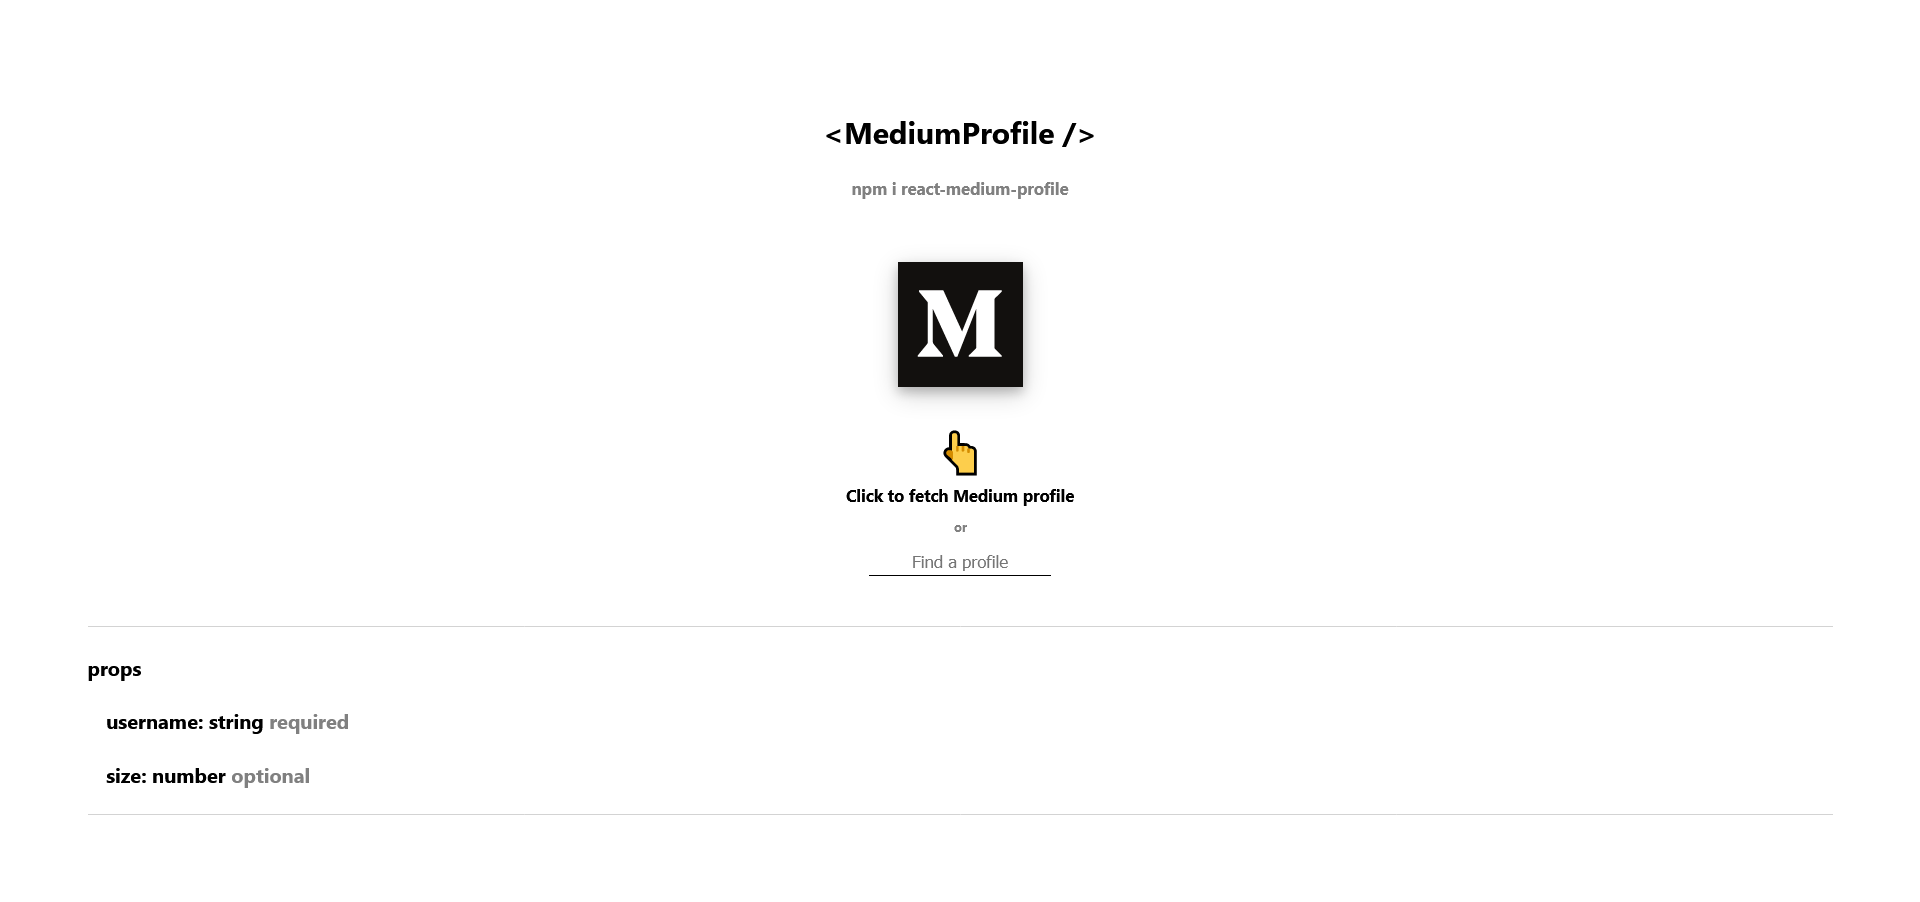 <MediumProfile />
npm i react-medium-profile
M
Click to fetch Medium profile
or
Find a profile
props
username: string required
size: number optional